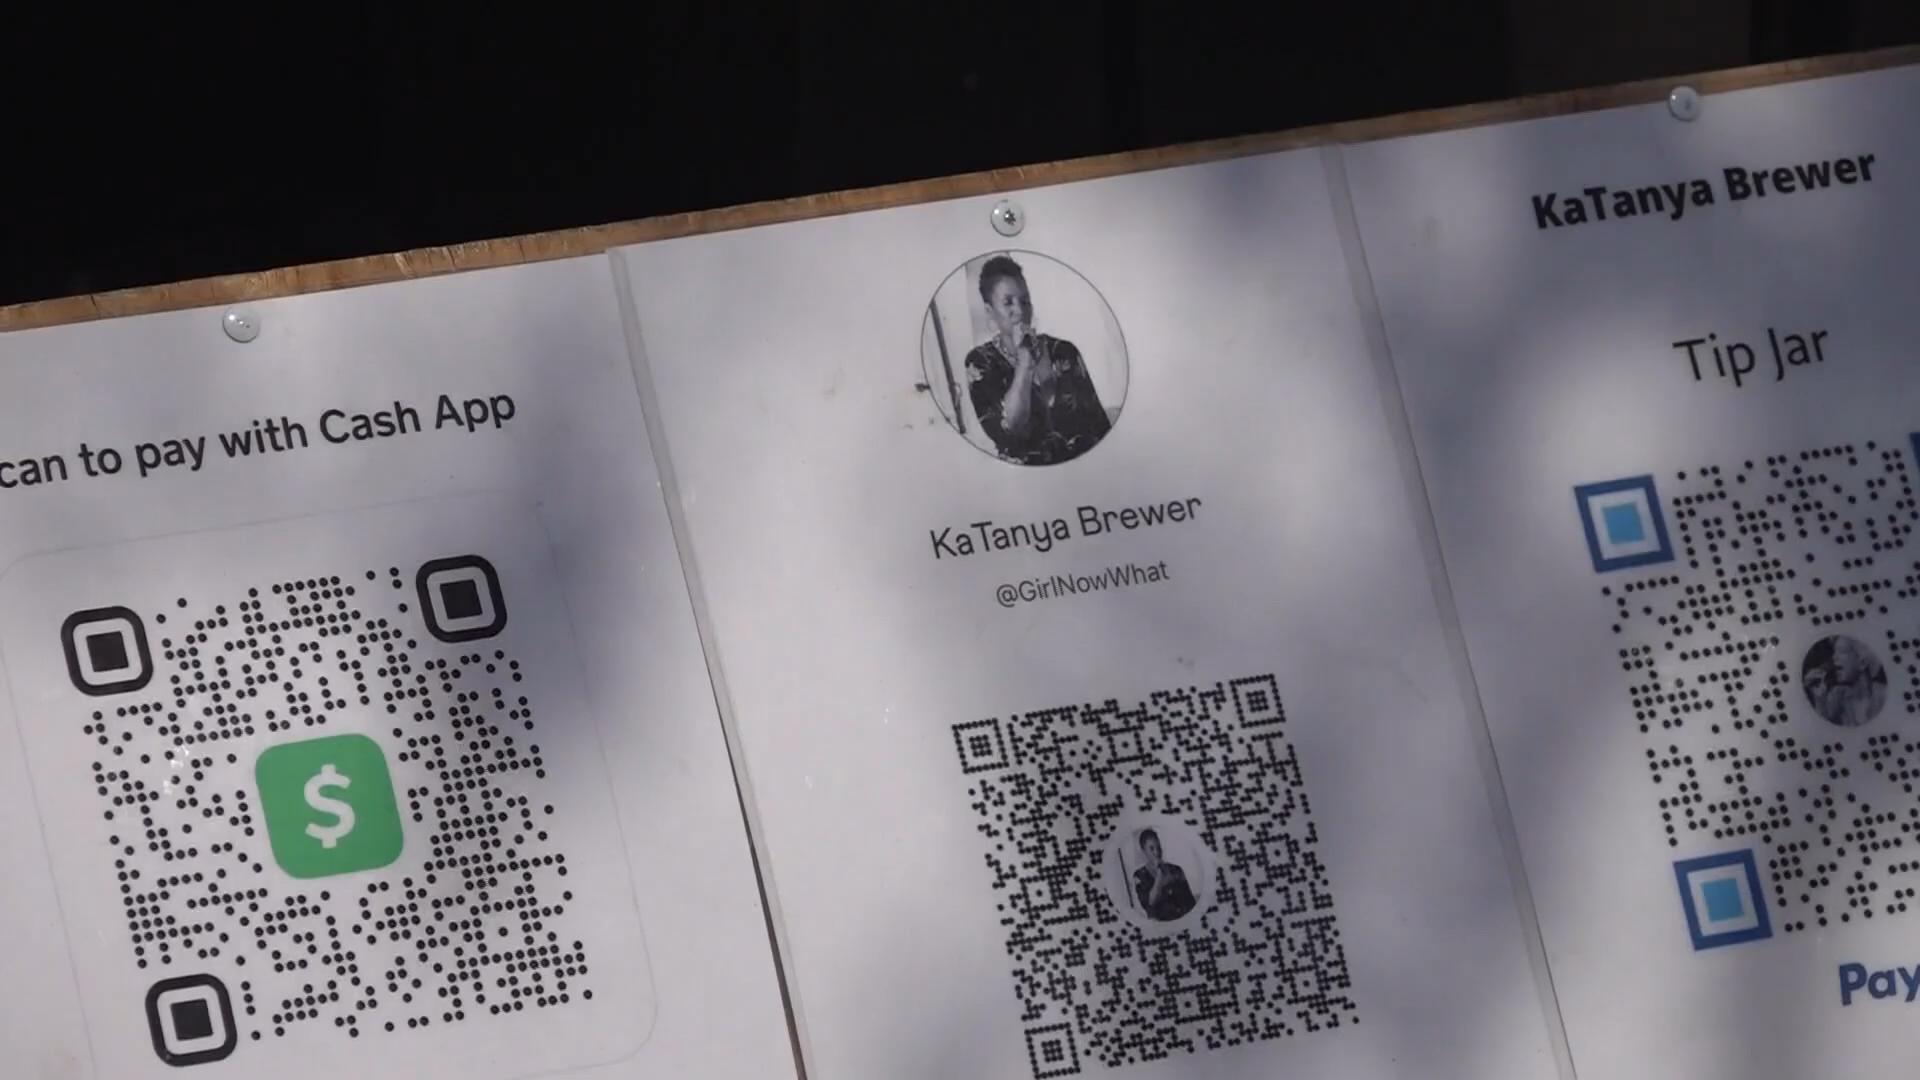 can to pay with Cash App
$
KaTanya Brewer
@GirlNowWhat
KaTanya Brewer
Tip Jar
Pay